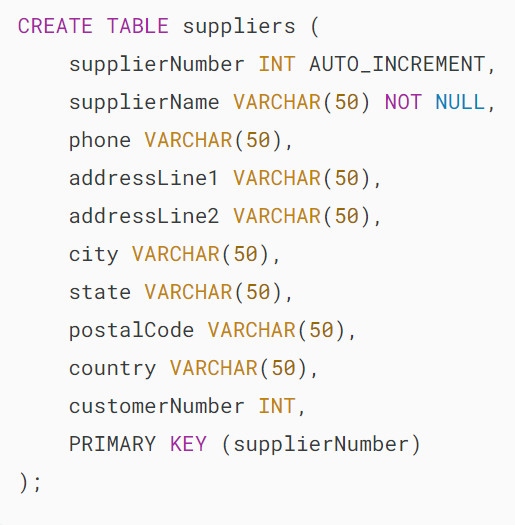 CREATE TABLE suppliers (
    supplierNumber INT AUTO_INCREMENT,
    supplierName VARCHAR(50) NOT NULL,
    phone VARCHAR(50),
    addressLine1 VARCHAR(50),
    addressLine2 VARCHAR(50),
    city VARCHAR(50),
    state VARCHAR(50),
    postalCode VARCHAR(50),
    country VARCHAR(50),
    customerNumber INT,
    PRIMARY KEY (supplierNumber)
);